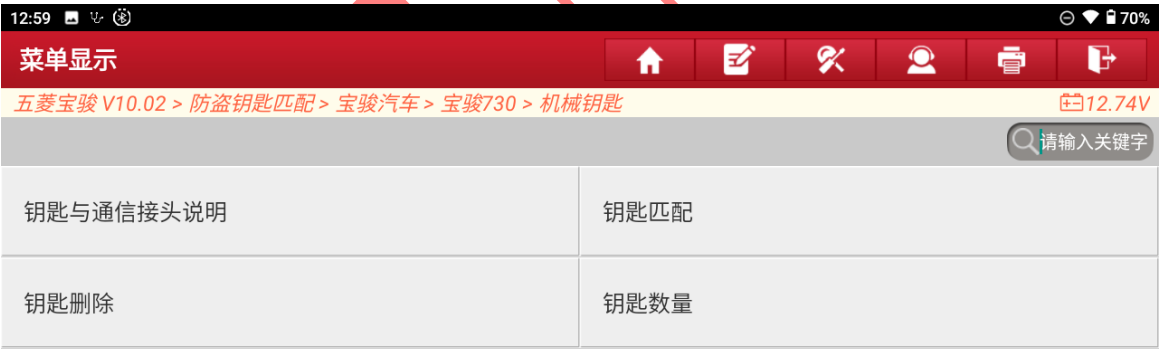 12:59 70%
菜单显示
五菱宝骏 V10.02 > 防盗钥匙匹配 > 宝骏汽车 > 宝骏730 > 机械钥匙 12.74V
请输入关键字
钥匙与通信接头说明 钥匙匹配
钥匙删除 钥匙数量